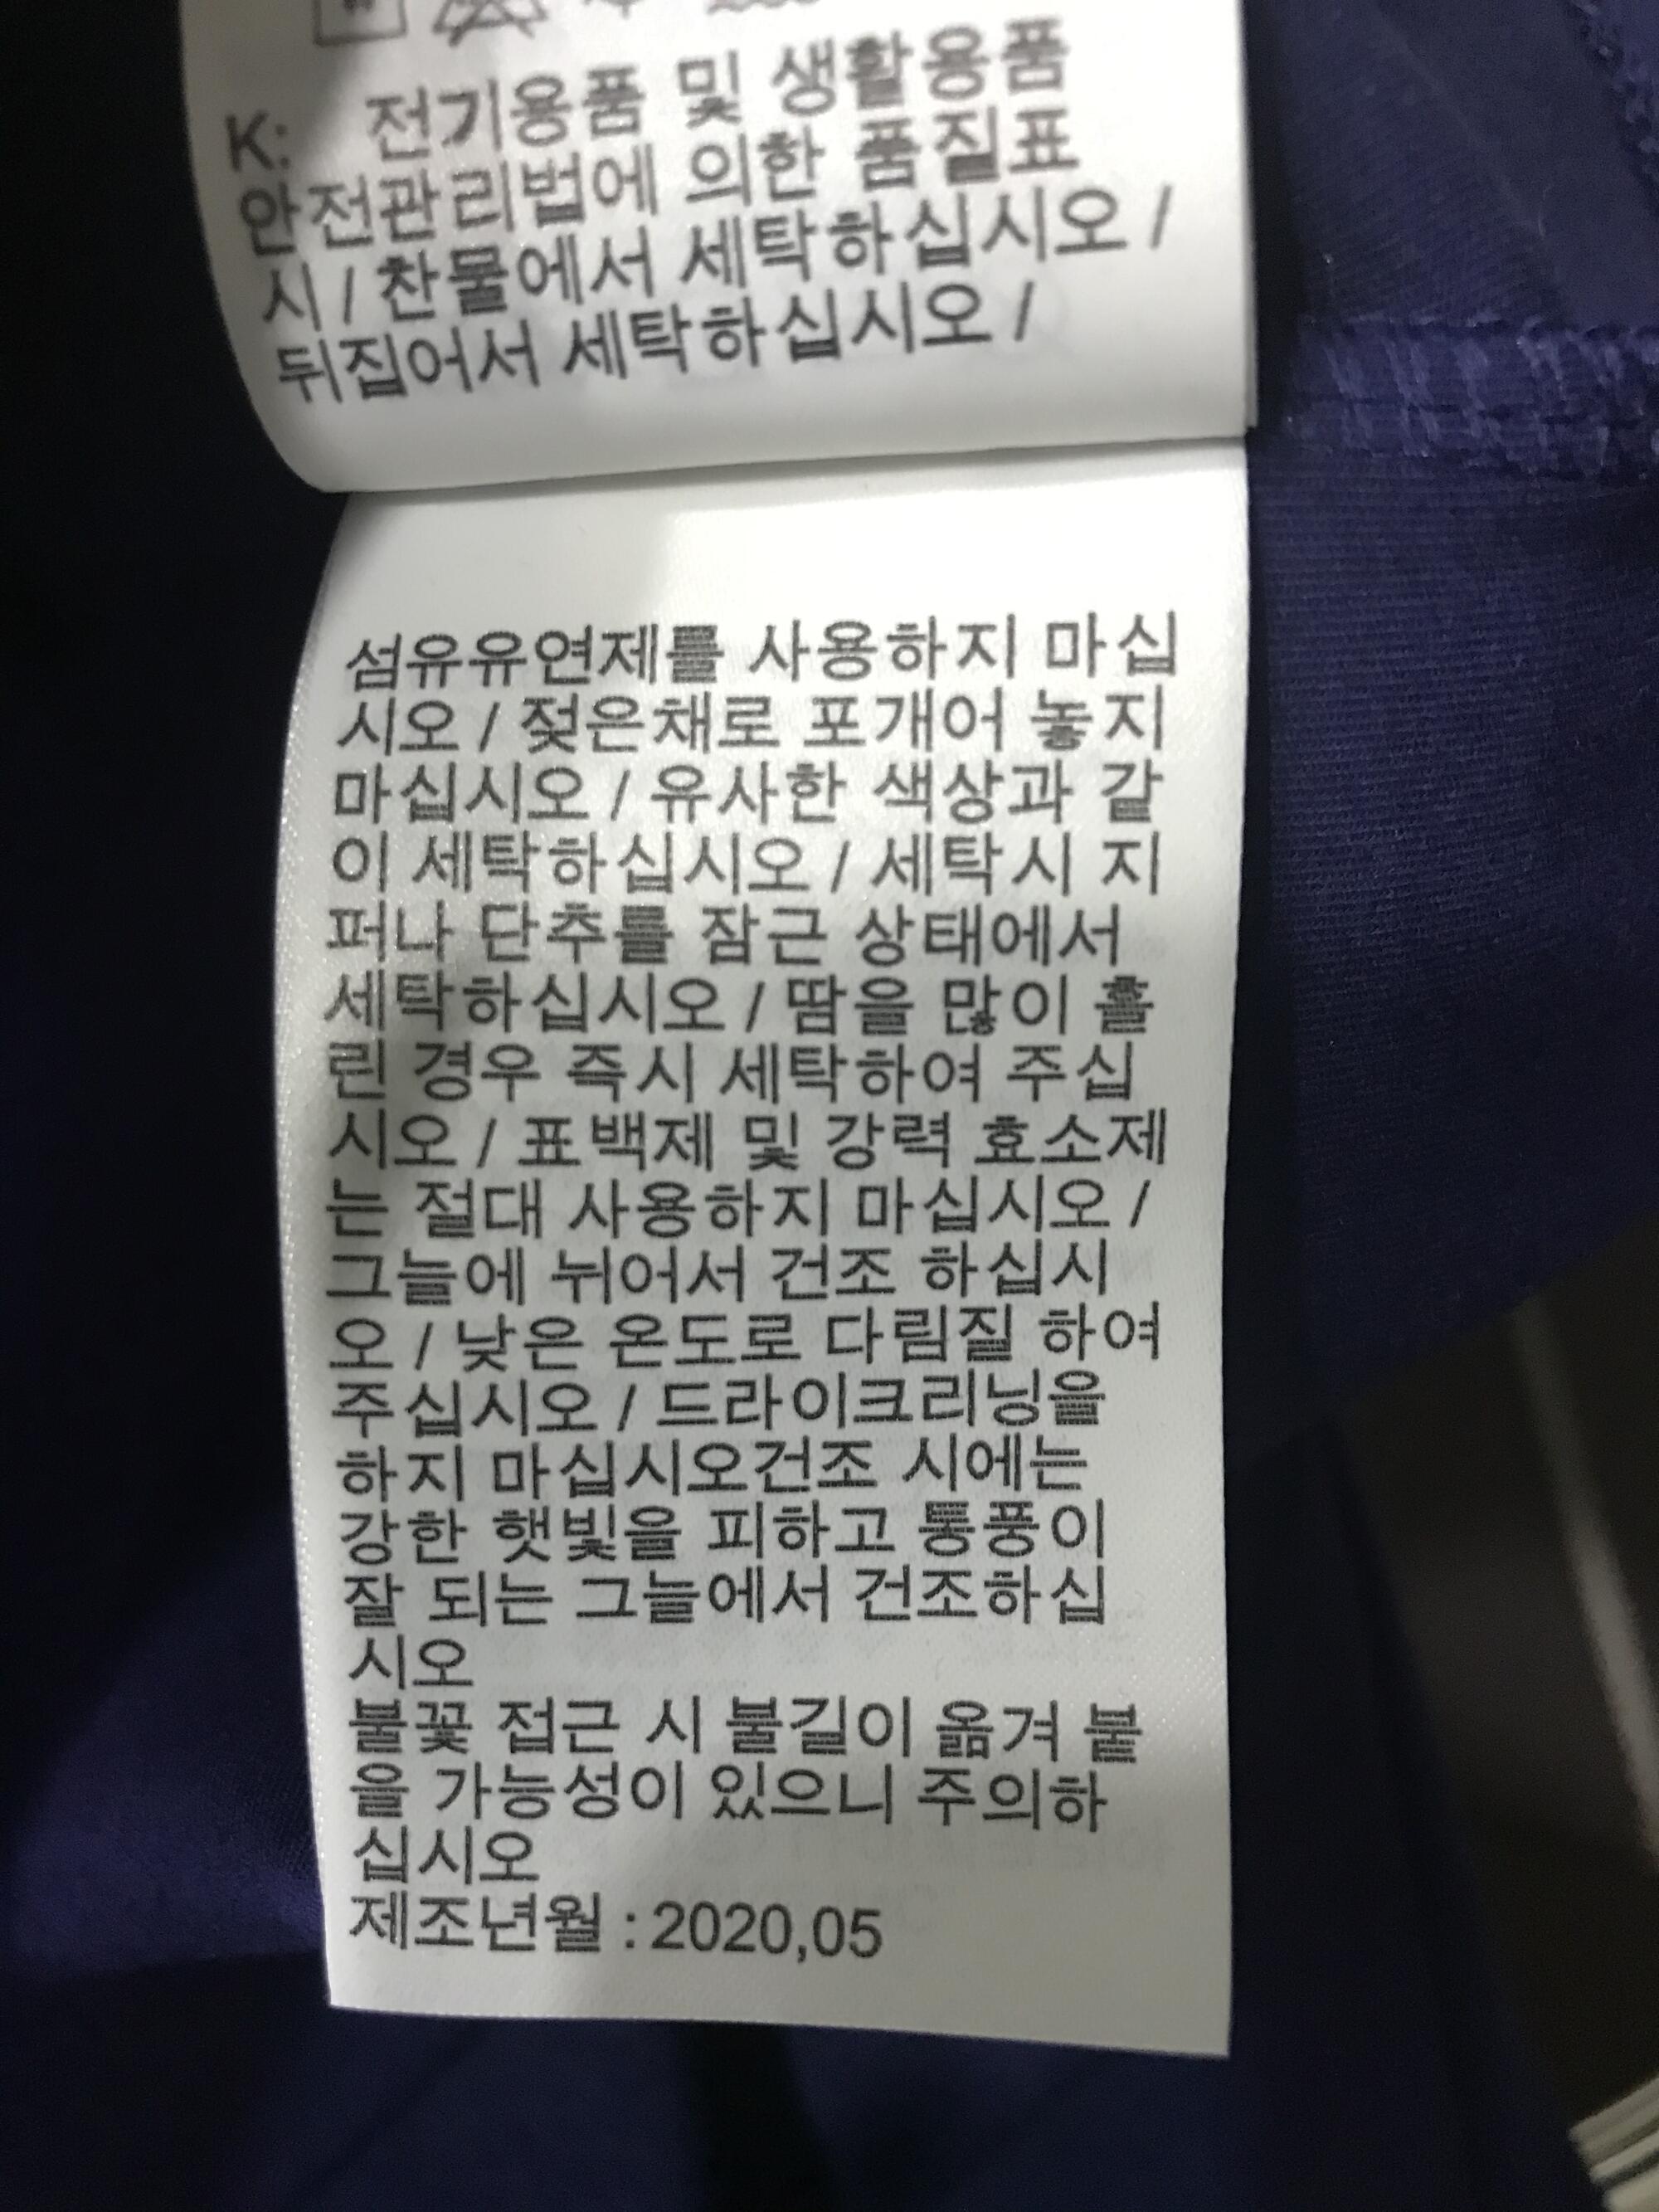 K: 전기용품 및 생활용품
안전관리법에 의한 품질표
시 / 찬물에서 세탁하십시오 /
뒤집어서 세탁하십시오 /
섬유유연제를 사용하지 마십
시오 / 젖은채로 포개어 놓지
마십시오 / 유사한 색상과 같
이 세탁하십시오 / 세탁시 지
퍼나 단추를 잠근 상태에서
세탁하십시오 / 땀을 많이 흘
린 경우 즉시 세탁하여 주십
시오 / 표백제 및 강력 효소제
는 절대 사용하지 마십시오 /
그늘에 뉘어서 건조 하십시
오 / 낮은 온도로 다림질 하여
주십시오 / 드라이크리닝을
하지 마십시오건조 시에는
강한 햇빛을 피하고 통풍이
잘 되는 그늘에서 건조하십
시오
불꽃 접근 시 불길이 옮겨 붙
을 가능성이 있으니 주의하
십시오
제조년월 : 2020,05